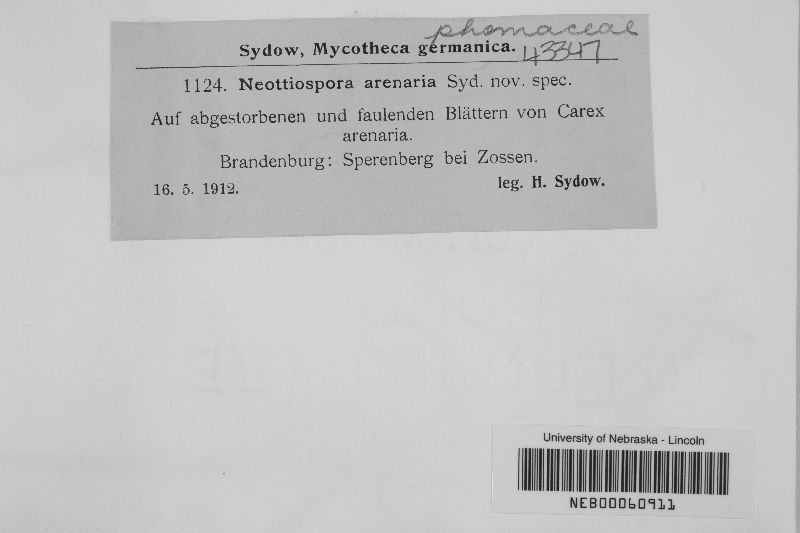 phomaceae
Sydow, Mycotheca germanica. 43347
1124. Neottiospora arenaria Syd. nov. spec.
Auf abgestorbenen und faulenden Blättern von Carex
arenaria.
Brandenburg: Sperenberg bei Zossen.
16. 5. 1912. leg. H. Sydow.
University of Nebraska - Lincoln
NEB00060911